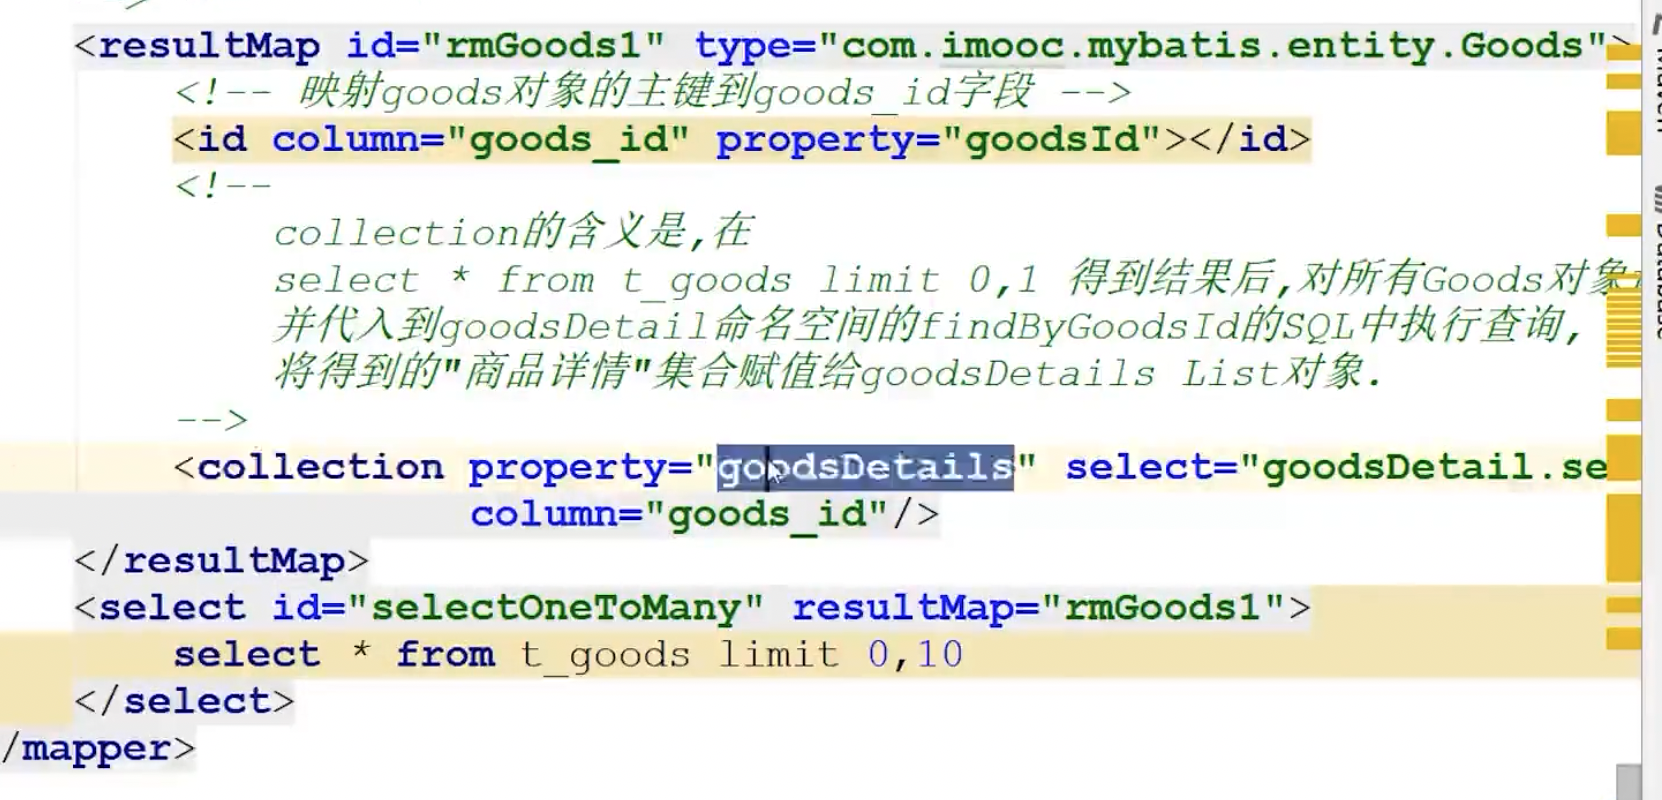 <resultMap id="rmGoods1" type="com.imooc.mybatis.entity.Goods">
<!-- 映射goods对象的主键到goods_id字段 -->
<id column="goods_id" property="goodsId"></id>
<!--
collection的含义是,在
select * from t_goods limit 0,1 得到结果后,对所有Goods对象
并代入到goodsDetail命名空间的findByGoodsId的SQL中执行查询,
将得到的"商品详情"集合赋值给goodsDetails List对象.
-->
<collection property="goodsDetails" select="goodsDetail.se
column="goods_id"/>
</resultMap>
<select id="selectOneToMany" resultMap="rmGoods1">
select * from t_goods limit 0,10
</select>
/mapper>